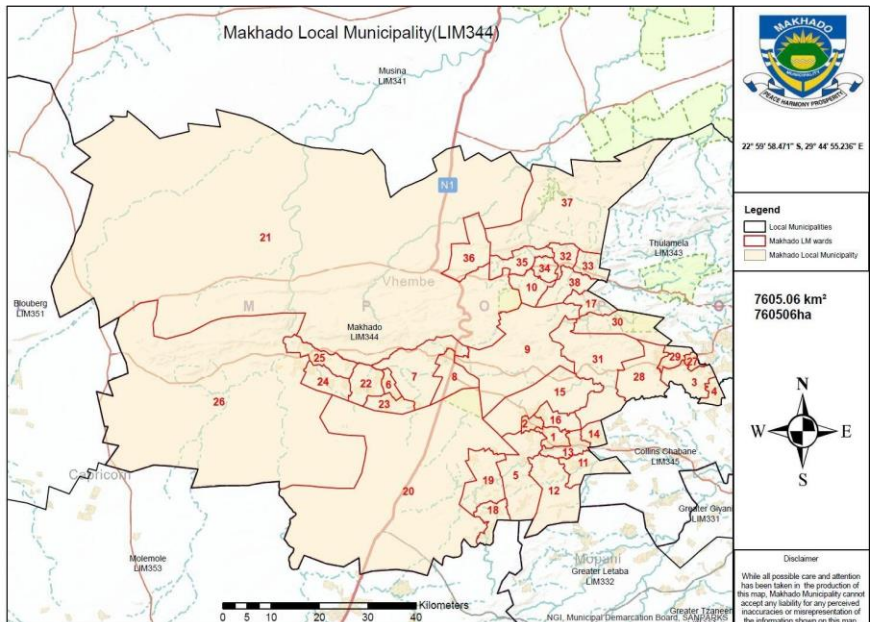 Makhado Local Municipality(LIM344)
Musina
LIM341
N1
21
37
36
35
32
34
33
Thulamela
LIM343
10
38
17
Vhembe
Blouberg
LIM351
L I M P O P O
30
Makhado
LIM344
9
31
25
24
22
6
7
8
23
29
27
28
3
4
26
15
2
16
1
14
13
11
Collins Chabane
LIM345
Capricorn
20
19
5
12
18
Greater Giyani
LIM331
Molemole
LIM353
Mopani
Greater Letaba
LIM332
Greater Tzaneen
0 5 10 20 30 40
Kilometers
NGI, Municipal Demarcation Board, SANPARKS
MAKHADO
MUNICIPALITY
PEACE HARMONY PROSPERITY
22° 59' 58.471" S, 29° 44' 55.236" E
Legend
Local Municipalities
Makhado LM wards
Makhado Local Municipality
7605.06 km²
760506ha
N
W E
S
Disclaimer
While all possible care and attention
has been taken in the production of
this map, Makhado Municipality cannot
accept any liability for any perceived
inaccuracies or misrepresentation of
the information shown on this map